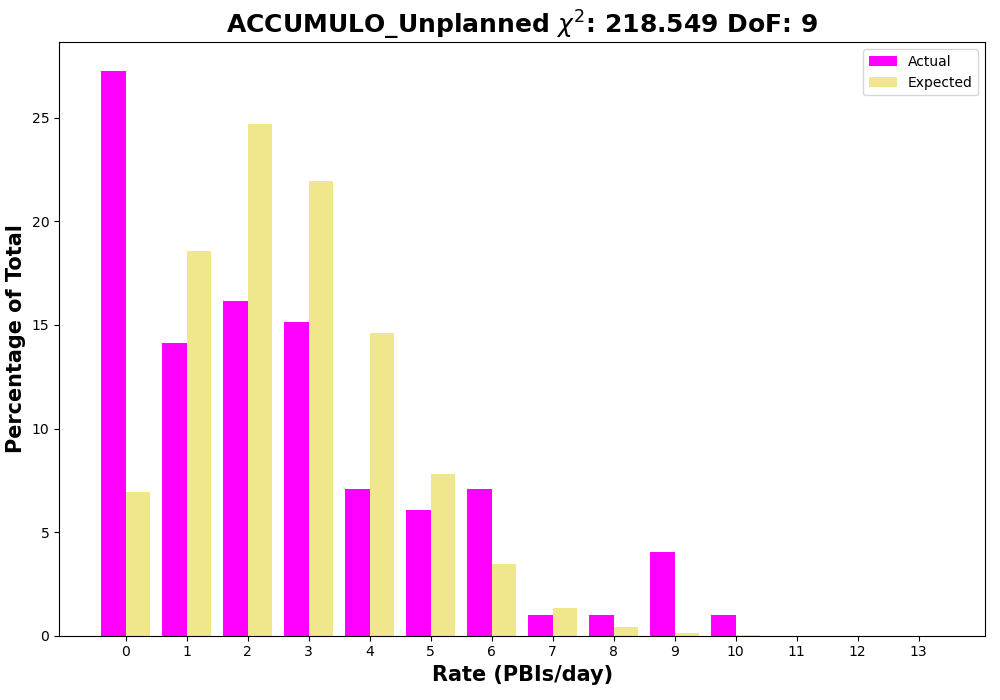 ACCUMULO_Unplanned χ²: 218.549 DoF: 9
Actual
Expected
Percentage of Total
25
20
15
10
5
0
0 1 2 3 4 5 6 7 8 9 10 11 12 13
Rate (PBIs/day)